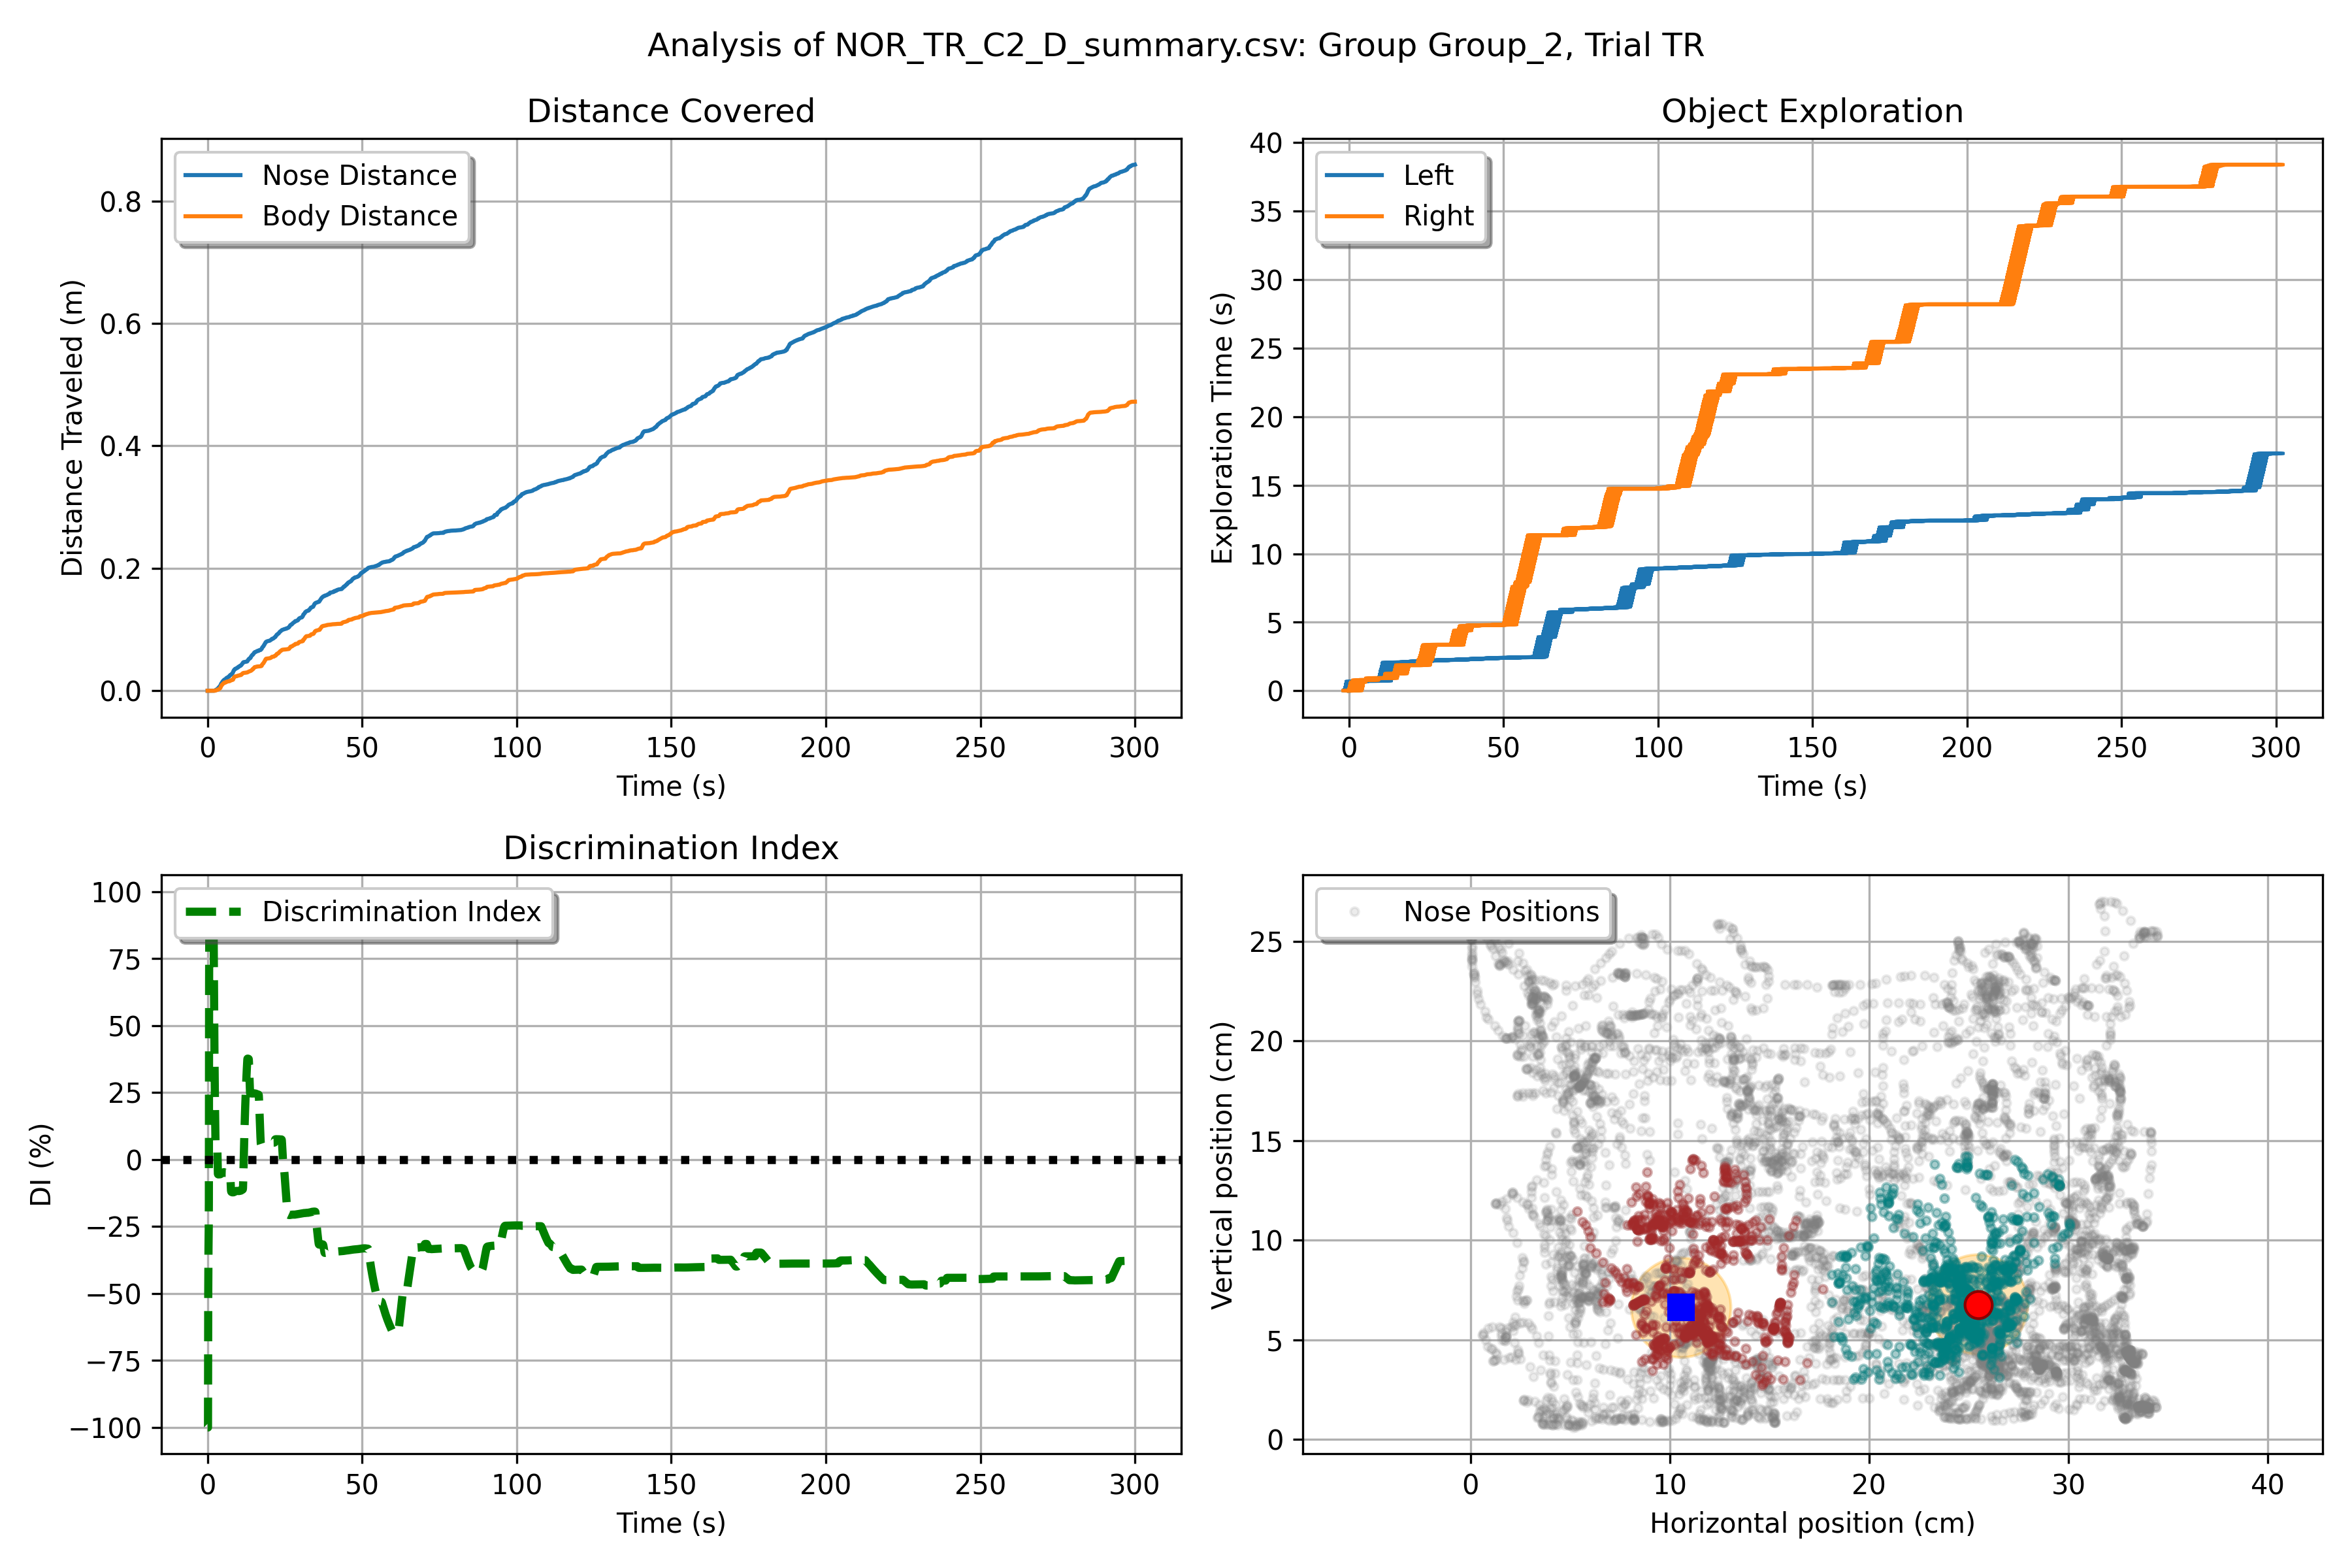 Analysis of NOR_TR_C2_D_summary.csv: Group Group_2, Trial TR
Distance Covered
Nose Distance
Body Distance
Distance Traveled (m)
0.8
0.6
0.4
0.2
0.0
0 50 100 150 200 250 300
Time (s)
Object Exploration
Left
Right
Exploration Time (s)
40
35
30
25
20
15
10
5
0
0 50 100 150 200 250 300
Time (s)
Discrimination Index
Discrimination Index
DI (%)
100
75
50
25
0
−25
−50
−75
−100
0 50 100 150 200 250 300
Time (s)
Nose Positions
Vertical position (cm)
25
20
15
10
5
0
0 10 20 30 40
Horizontal position (cm)